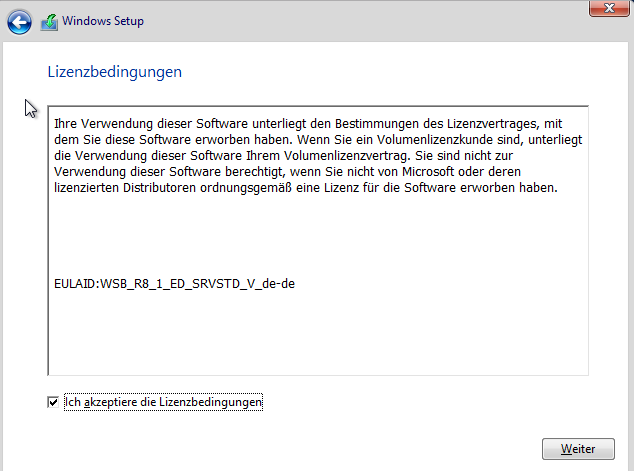 Windows Setup
Lizenzbedingungen
Ihre Verwendung dieser Software unterliegt den Bestimmungen des Lizenzvertrages, mit
dem Sie diese Software erworben haben. Wenn Sie ein Volumenlizenzkunde sind, unterliegt
die Verwendung dieser Software Ihrem Volumenlizenzvertrag. Sie sind nicht zur
Verwendung dieser Software berechtigt, wenn Sie nicht von Microsoft oder deren
lizenzierten Distributoren ordnungsgemäß eine Lizenz für die Software erworben haben.
EULAID:WSB_R8_1_ED_SRVSTD_V_de-de
Ich akzeptiere die Lizenzbedingungen
Weiter